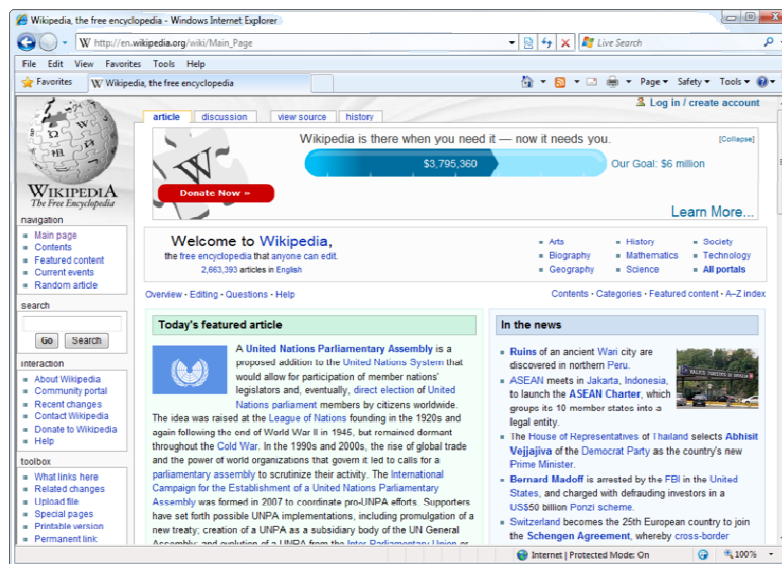 Wikipedia, the free encyclopedia - Windows Internet Explorer
http://en.wikipedia.org/wiki/Main_Page
Live Search
File Edit View Favorites Tools Help
Favorites
Wikipedia, the free encyclopedia
Page Safety Tools
Log in / create account
article discussion view source history
WIKIPEDIA
The Free Encyclopedia
navigation
Main page
Contents
Featured content
Current events
Random article
search
Go Search
interaction
About Wikipedia
Community portal
Recent changes
Contact Wikipedia
Donate to Wikipedia
Help
toolbox
What links here
Related changes
Upload file
Special pages
Printable version
Permanent link
Wikipedia is there when you need it — now it needs you.
[Collapse]
$3,795,360
Our Goal: $6 million
Donate Now »
Learn More...
Welcome to Wikipedia,
the free encyclopedia that anyone can edit.
2,663,393 articles in English
Arts History Society
Biography Mathematics Technology
Geography Science All portals
Overview · Editing · Questions · Help
Contents · Categories · Featured content · A–Z index
Today's featured article
A United Nations Parliamentary Assembly is a
proposed addition to the United Nations System that
would allow for participation of member nations'
legislators and, eventually, direct election of United
Nations parliament members by citizens worldwide.
The idea was raised at the League of Nations founding in the 1920s and
again following the end of World War II in 1945, but remained dormant
throughout the Cold War. In the 1990s and 2000s, the rise of global trade
and the power of world organizations that govern it led to calls for a
parliamentary assembly to scrutinize their activity. The International
Campaign for the Establishment of a United Nations Parliamentary
Assembly was formed in 2007 to coordinate pro-UNPA efforts. Supporters
have set forth possible UNPA implementations, including promulgation of a
new treaty; creation of a UNPA as a subsidiary body of the UN General
Assembly; and evolution of a UNPA from the Inter-Parliamentary Union or
In the news
Ruins of an ancient Wari city are
discovered in northern Peru.
ASEAN meets in Jakarta, Indonesia,
to launch the ASEAN Charter, which
groups its 10 member states into a
legal entity.
The House of Representatives of Thailand selects Abhisit
Vejjajiva of the Democrat Party as the country's new
Prime Minister.
Bernard Madoff is arrested by the FBI in the United
States, and charged with defrauding investors in a
US$50 billion Ponzi scheme.
Switzerland becomes the 25th European country to join
the Schengen Agreement, whereby cross-border
Internet | Protected Mode: On
100%